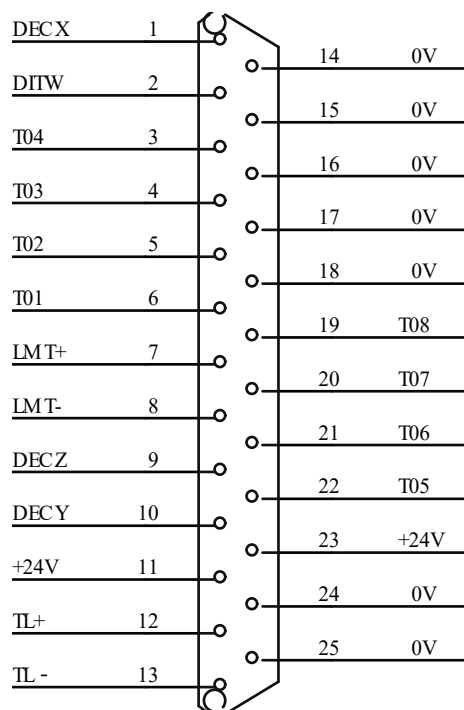 DECX 1
14 0V
DITW 2
15 0V
T04 3
16 0V
T03 4
17 0V
T02 5
18 0V
T01 6
19 T08
LMT+ 7
20 T07
LMT- 8
21 T06
DECZ 9
22 T05
DECY 10
23 +24V
+24V 11
24 0V
TL+ 12
25 0V
TL- 13